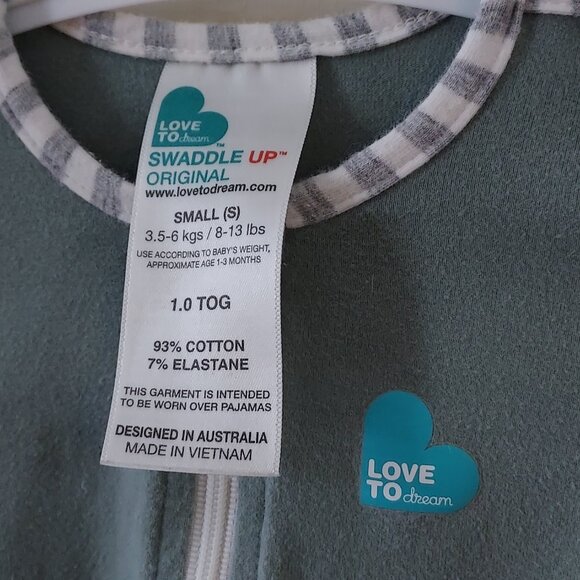 LOVE
TO dream™
SWADDLE UP™
ORIGINAL
www.lovetodream.com
SMALL (S)
3.5-6 kgs / 8-13 lbs
USE ACCORDING TO BABY'S WEIGHT,
APPROXIMATE AGE 1-3 MONTHS
1.0 TOG
93% COTTON
7% ELASTANE
THIS GARMENT IS INTENDED
TO BE WORN OVER PAJAMAS
DESIGNED IN AUSTRALIA
MADE IN VIETNAM
LOVE
TO dream